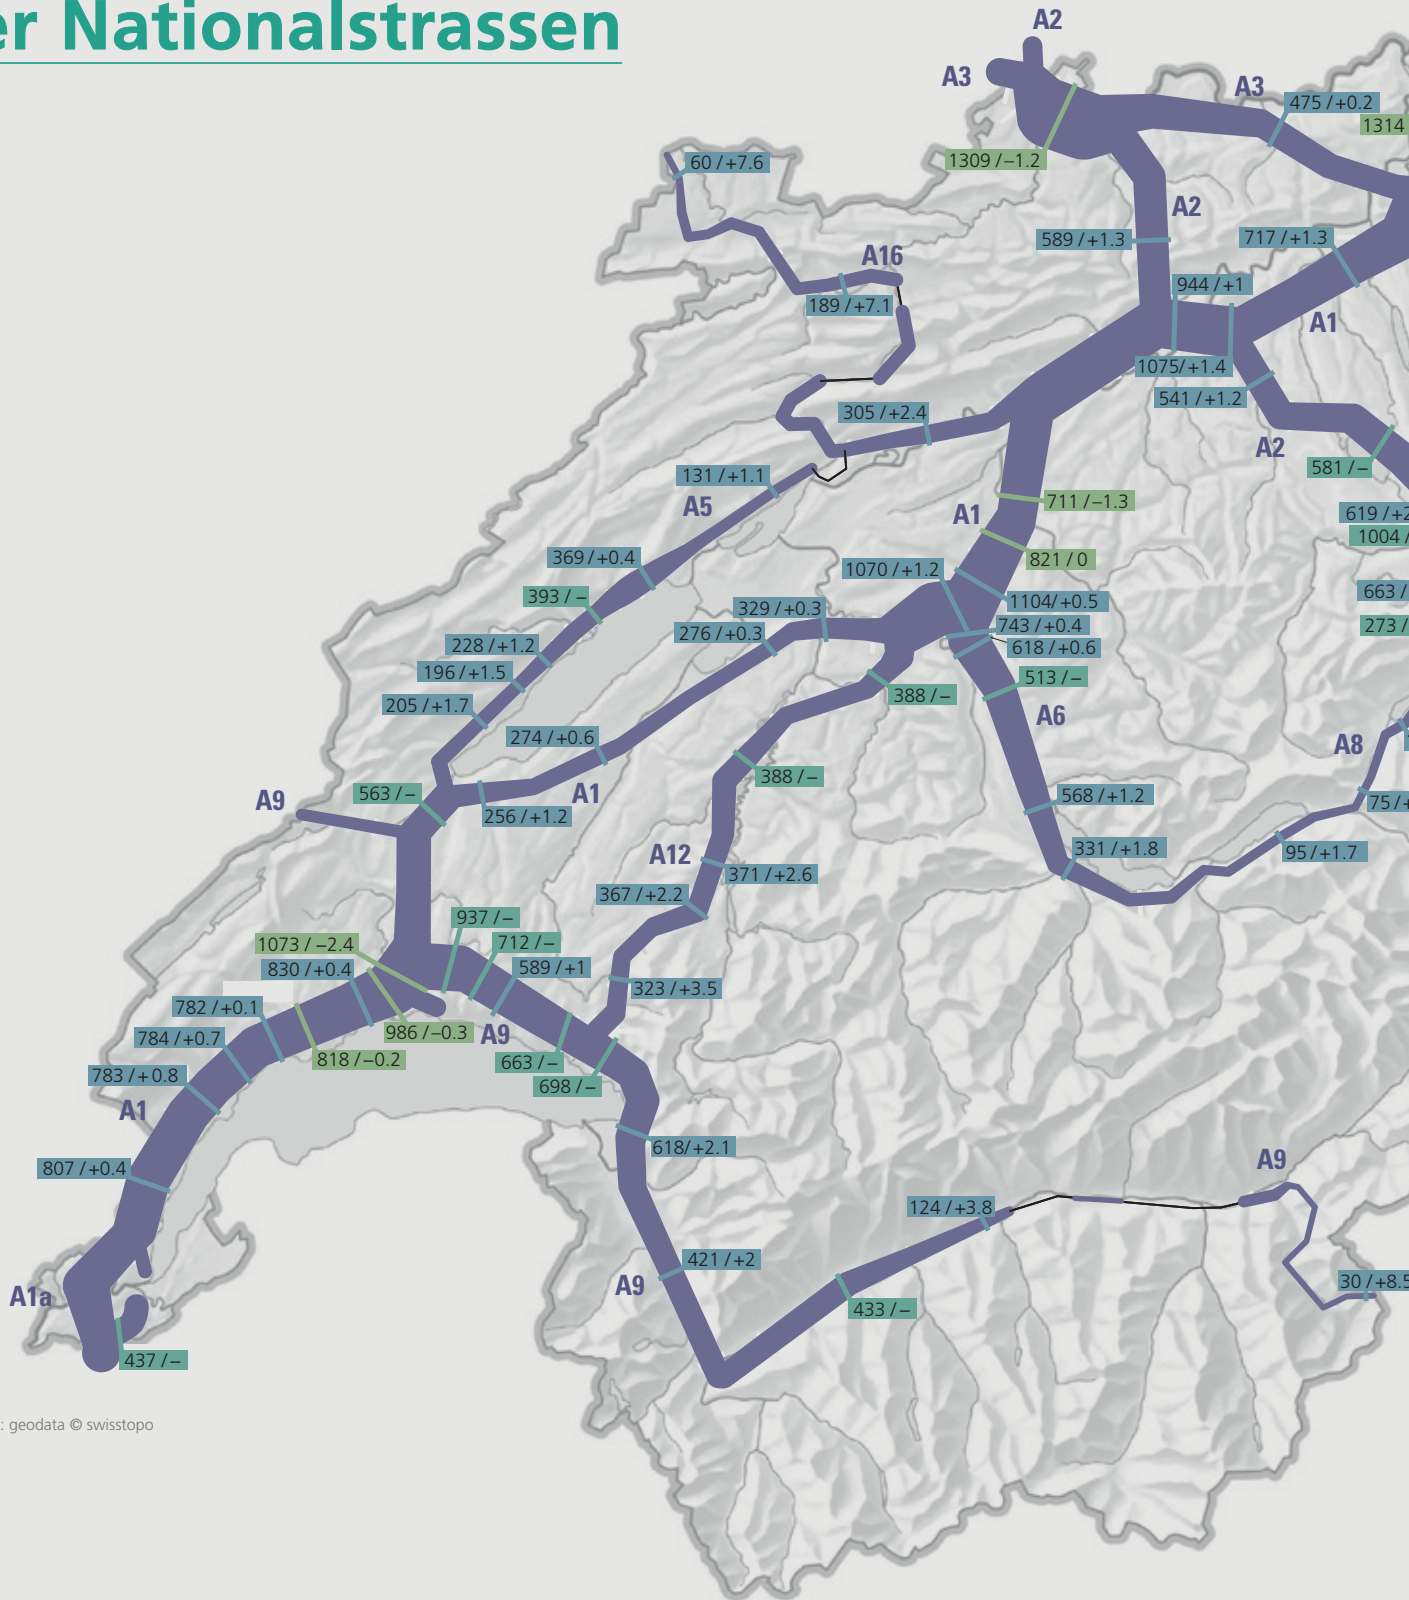 er Nationalstrassen
A2
A3
A3
475 / +0.2
1314
1309 / −1.2
60 / +7.6
A2
589 / +1.3
717 / +1.3
A16
944 / +1
189 / +7.1
A1
1075/ +1.4
541 / +1.2
305 / +2.4
A2
581 / −
131 / +1.1
A5
711 / −1.3
A1
619 / +2
1004 /
369 / +0.4
821 / 0
1070 / +1.2
393 / −
663 /
1104/ +0.5
329 / +0.3
743 / +0.4
273 /
276 / +0.3
228 / +1.2
618 / +0.6
196 / +1.5
513 / −
388 / −
205 / +1.7
A6
274 / +0.6
A8
388 / −
563 / −
A1
A9
568 / +1.2
75 / +
256 / +1.2
331 / +1.8
95 / +1.7
A12
371 / +2.6
367 / +2.2
937 / −
1073 / −2.4
712 / −
830 / +0.4
589 / +1
323 / +3.5
782 / +0.1
986 / −0.3
A9
784 / +0.7
818 / −0.2
663 / −
783 / + 0.8
698 / −
A1
618/ +2.1
807 / +0.4
A9
124 / +3.8
421 / +2
A9
30 / +8.5
A1a
433 / −
437 / −
: geodata © swisstopo